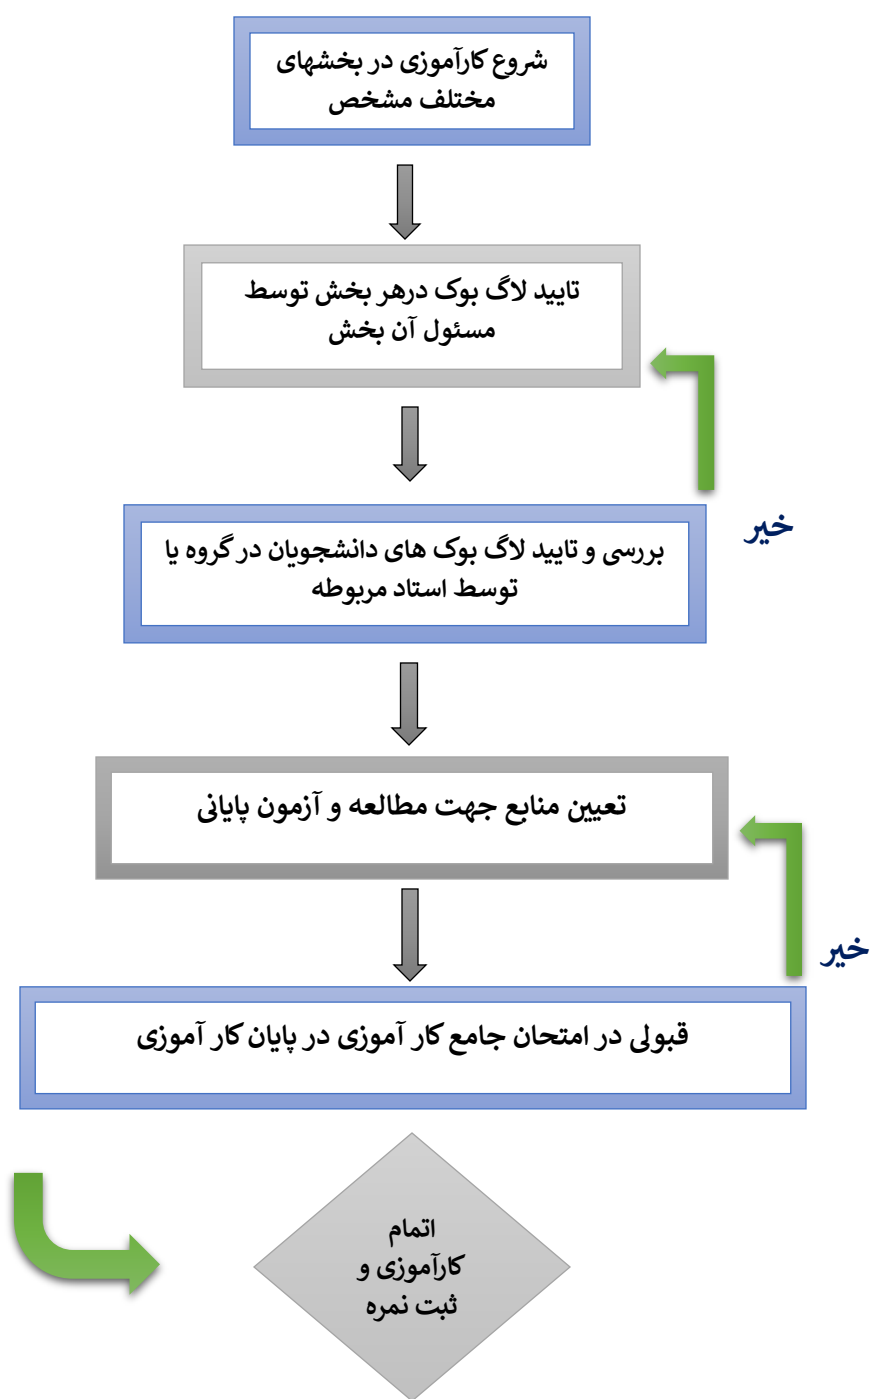 شروع کارآموزی در بخشهای
مختلف مشخص
تایید لاگ بوک درهر بخش توسط
مسئول آن بخش
خیر
بررسی و تایید لاگ بوک های دانشجویان در گروه یا
توسط استاد مربوطه
تعیین منابع جهت مطالعه و آزمون پایانی
خیر
قبولی در امتحان جامع کار آموزی در پایان کار آموزی
اتمام
کارآموزی و
ثبت نمره